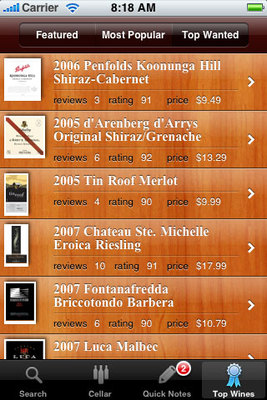 Carrier 8:18 AM
Featured Most Popular Top Wanted
2006 Penfolds Koonunga Hill
Shiraz-Cabernet
reviews 3 rating 91 price $9.49
2005 d'Arenberg d'Arrys
Original Shiraz/Grenache
reviews 6 rating 92 price $13.29
2005 Tin Roof Merlot
reviews 4 rating 90 price $9.99
2007 Chateau Ste. Michelle
Eroica Riesling
reviews 10 rating 91 price $17.99
2007 Fontanafredda
Briccotondo Barbera
reviews 6 rating 90 price $10.79
2007 Luca Malbec
LUCA
2
Search Cellar Quick Notes Top Wines